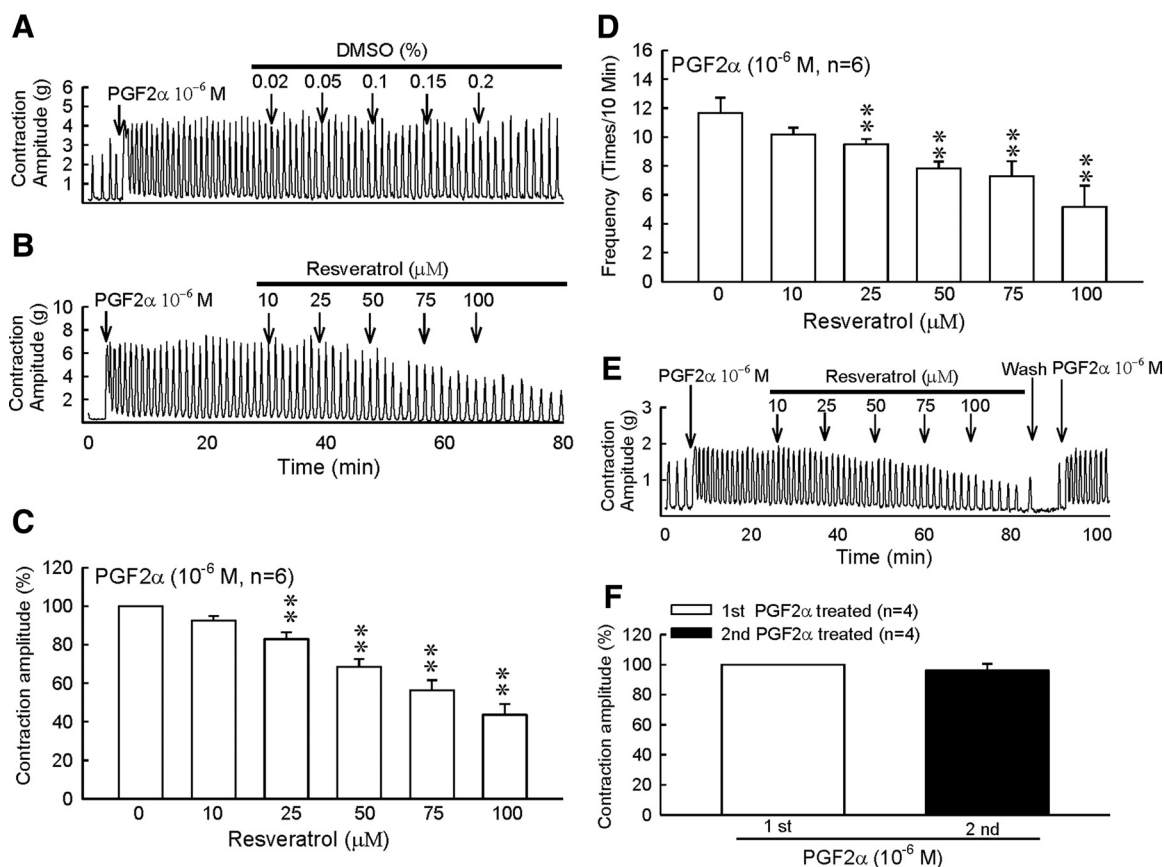 A
DMSO (%)
0.02 0.05 0.1 0.15 0.2
PGF2α 10⁻⁶ M
Contraction
Amplitude (g)
6
5
4
3
2
1
B
Resveratrol (μM)
PGF2α 10⁻⁶ M
10 25 50 75 100
Contraction
Amplitude (g)
10
8
6
4
2
0 20 40 60 80
Time (min)
C
PGF2α (10⁻⁶ M, n=6)
Contraction amplitude (%)
120
100
80
60
40
20
0
** ** ** **
0 10 25 50 75 100
Resveratrol (μM)
D
PGF2α (10⁻⁶ M, n=6)
Frequency (Times/10 Min)
16
14
12
10
8
6
4
2
0
** ** ** **
0 10 25 50 75 100
Resveratrol (μM)
E
PGF2α 10⁻⁶ M Resveratrol (μM) Wash PGF2α 10⁻⁶ M
10 25 50 75 100
Contraction
Amplitude (g)
3
2
1
0 20 40 60 80 100
Time (min)
F
1st PGF2α treated (n=4)
2nd PGF2α treated (n=4)
Contraction amplitude (%)
120
100
80
60
40
20
0
1 st 2 nd
PGF2α (10⁻⁶ M)